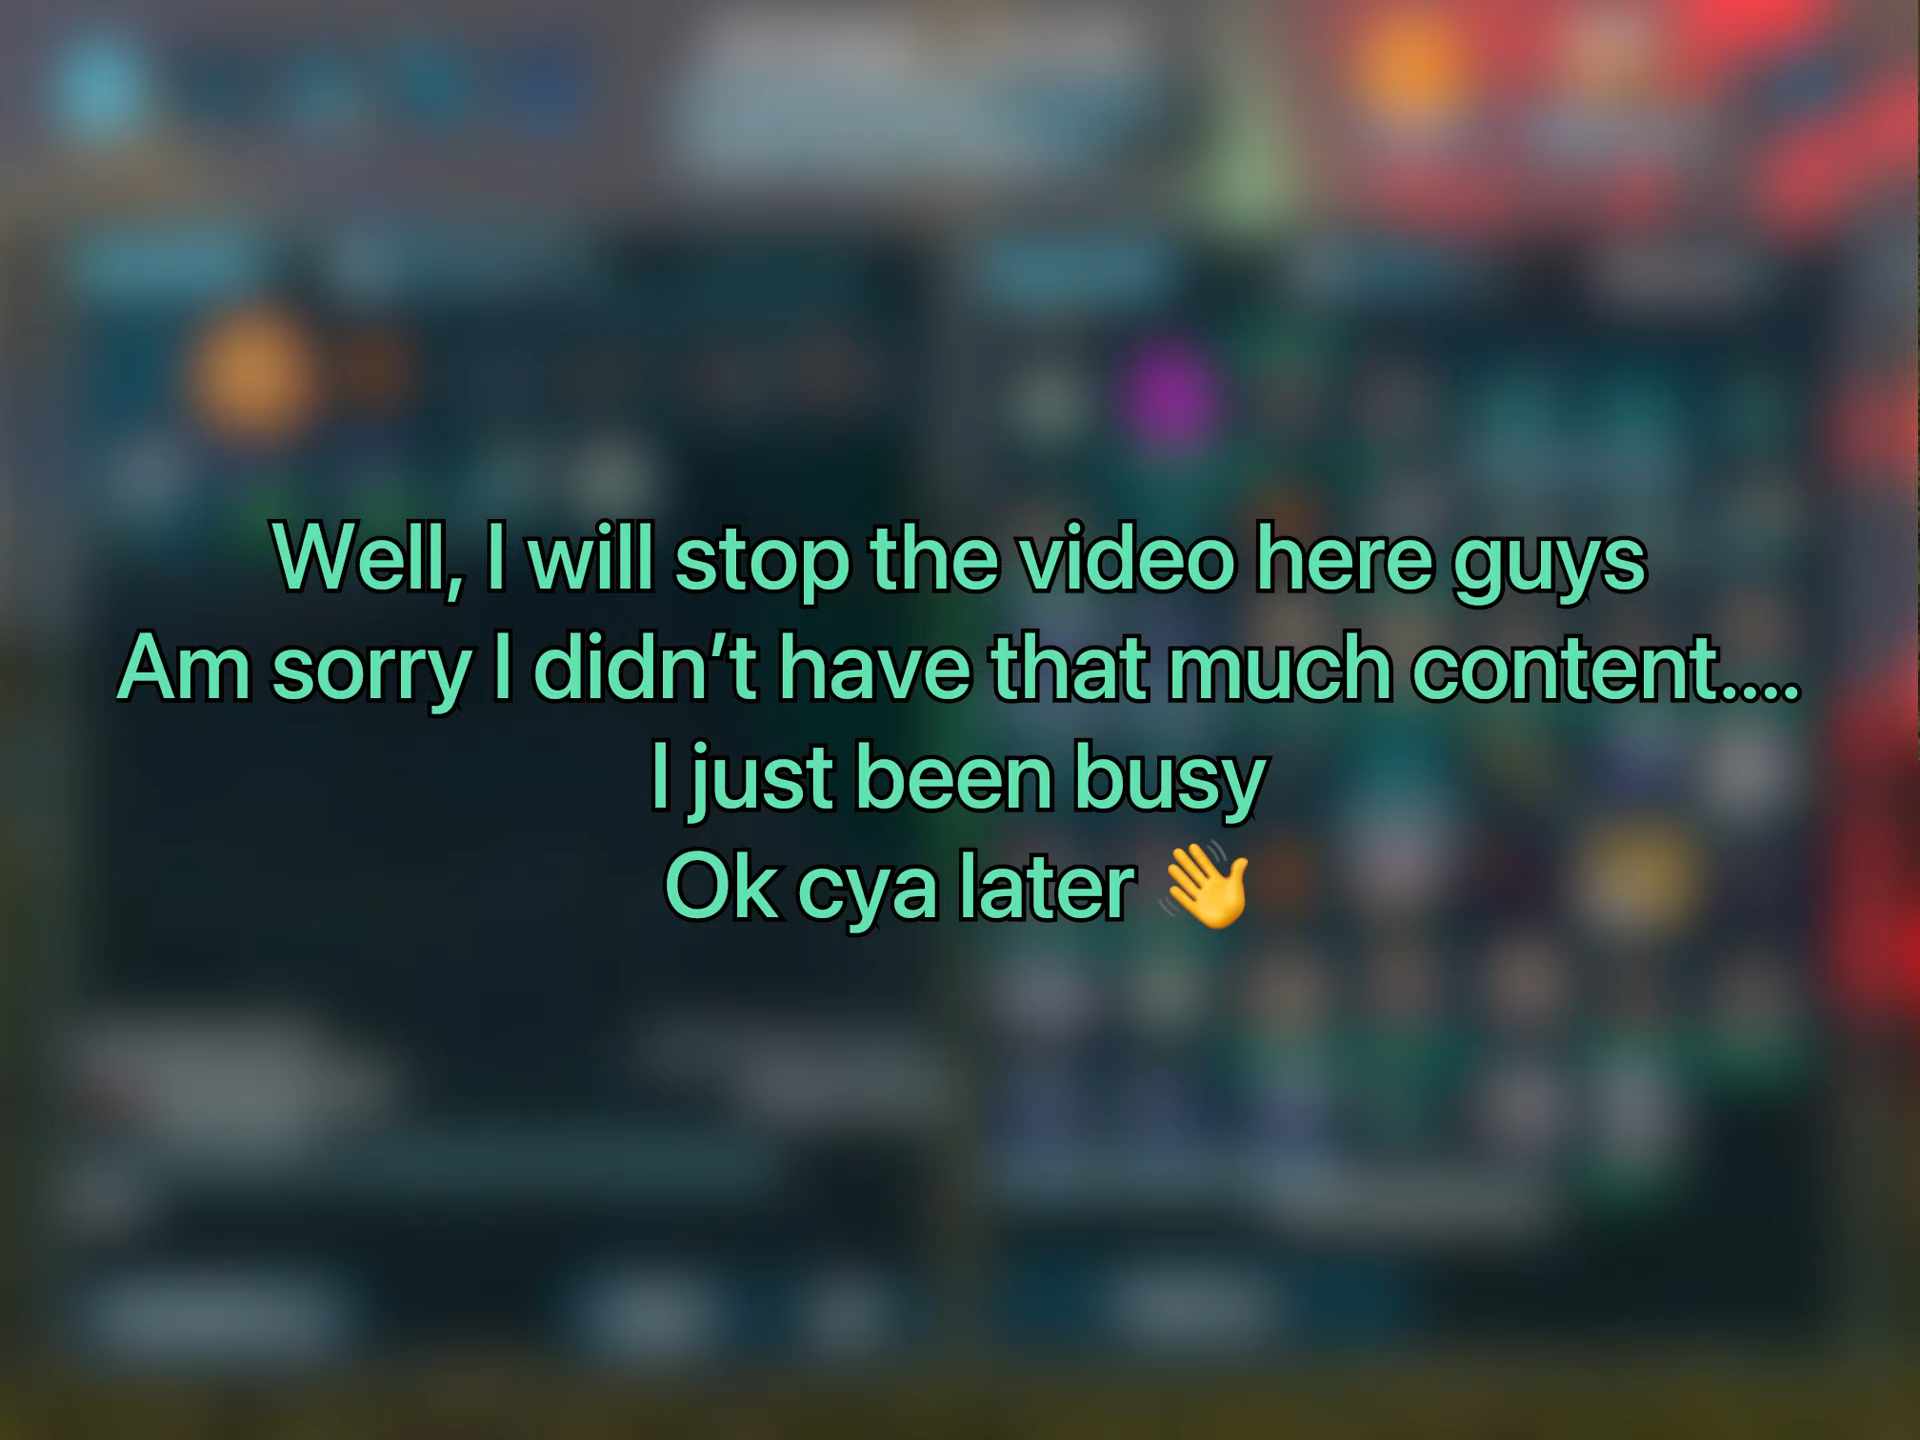 Well, I will stop the video here guys
Am sorry I didn’t have that much content....
I just been busy
Ok cya later 👋